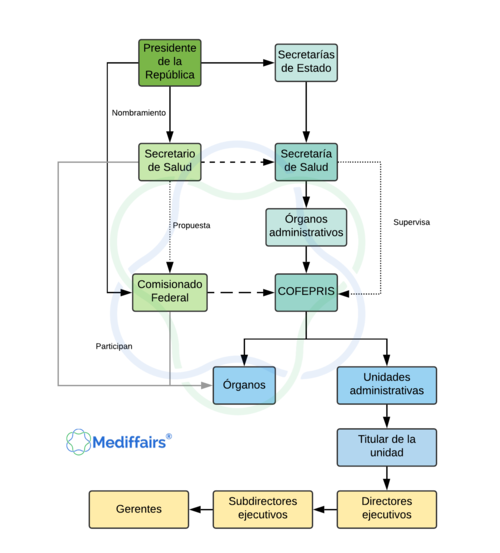 Presidente
de la
República
Secretarías
de Estado
Nombramiento
Secretario
de Salud
Secretaría
de Salud
Órganos
administrativos
Propuesta
Supervisa
Comisionado
Federal
COFEPRIS
Participan
Órganos
Unidades
administrativas
Mediffairs®
Titular de la
unidad
Gerentes
Subdirectores
ejecutivos
Directores
ejecutivos